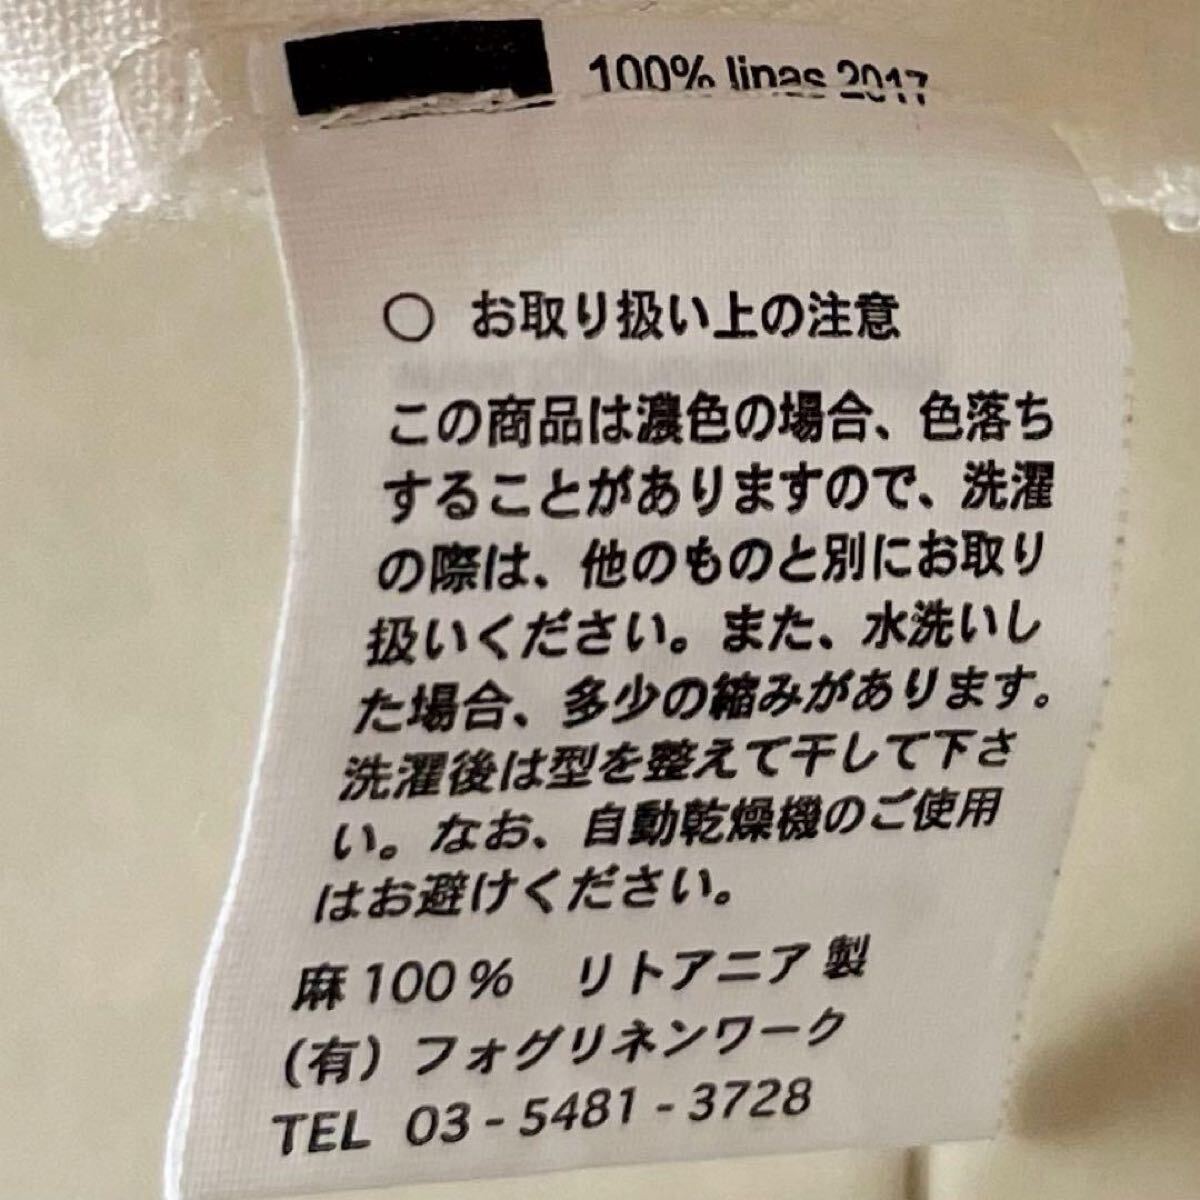 100% linas 2017
○ お取り扱い上の注意
この商品は濃色の場合、色落ち
することがありますので、洗濯
の際は、他のものと別にお取り
扱いください。また、水洗いし
た場合、多少の縮みがあります。
洗濯後は型を整えて干して下さ
い。なお、自動乾燥機のご使用
はお避けください。
麻100% リトアニア製
(有)フォグリネンワーク
TEL 03-5481-3728